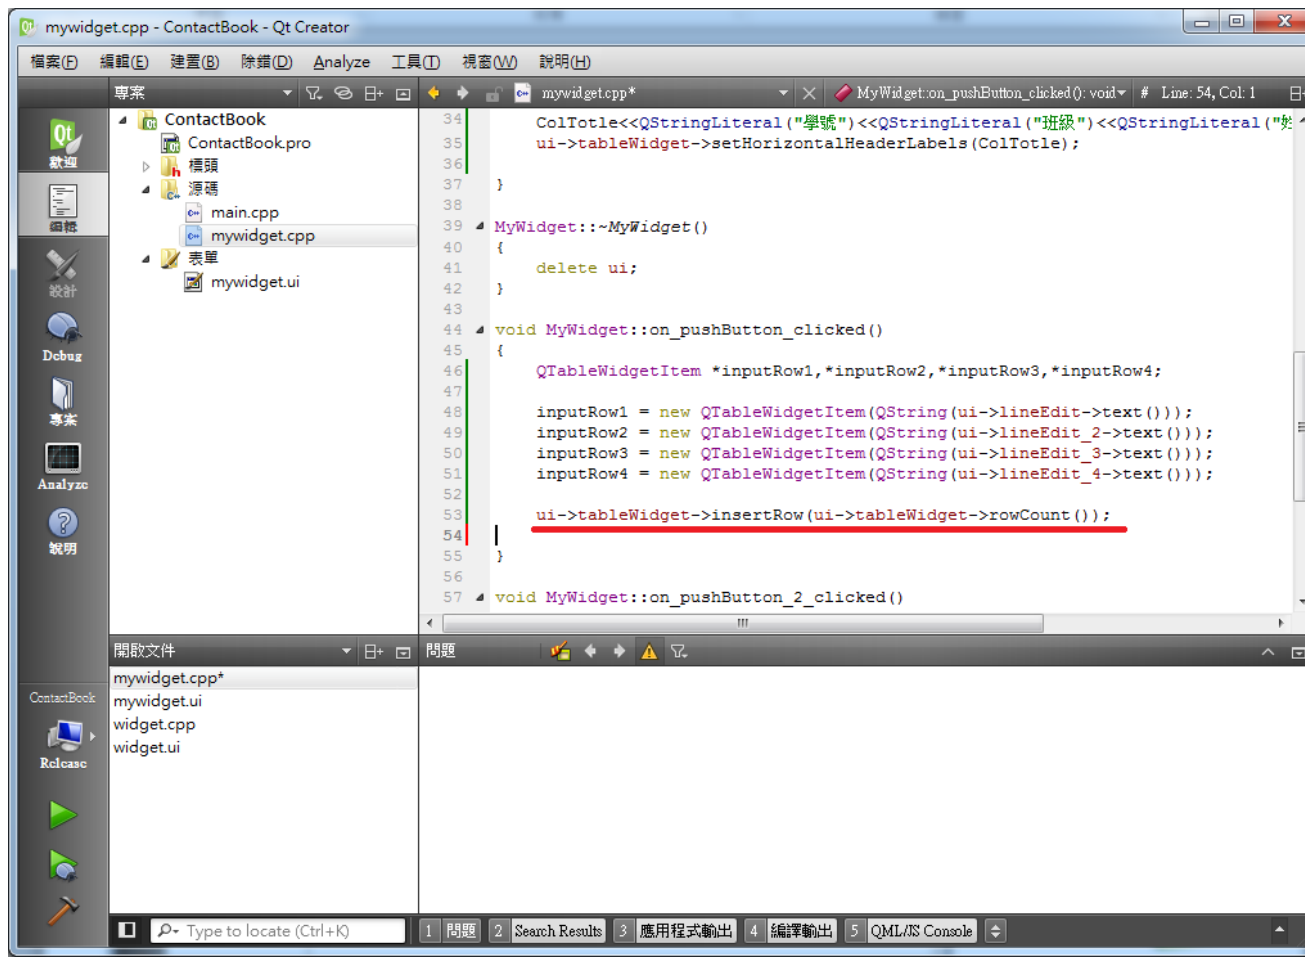 mywidget.cpp - ContactBook - Qt Creator
檔案(F) 編輯(E) 建置(B) 除錯(D) Analyze 工具(T) 視窗(W) 說明(H)
專案
mywidget.cpp*
MyWidget::on_pushButton_clicked(): void
# Line: 54, Col: 1
歡迎
編輯
設計
Debug
專案
Analyze
說明
ContactBook
Release
ContactBook
ContactBook.pro
標頭
源碼
main.cpp
mywidget.cpp
表單
mywidget.ui
34 ColTotle<<QStringLiteral("學號")<<QStringLiteral("班級")<<QStringLiteral("姓
35 ui->tableWidget->setHorizontalHeaderLabels(ColTotle);
36
37 }
38
39 MyWidget::~MyWidget()
40 {
41 delete ui;
42 }
43
44 void MyWidget::on_pushButton_clicked()
45 {
46 QTableWidgetItem *inputRow1,*inputRow2,*inputRow3,*inputRow4;
47
48 inputRow1 = new QTableWidgetItem(QString(ui->lineEdit->text()));
49 inputRow2 = new QTableWidgetItem(QString(ui->lineEdit_2->text()));
50 inputRow3 = new QTableWidgetItem(QString(ui->lineEdit_3->text()));
51 inputRow4 = new QTableWidgetItem(QString(ui->lineEdit_4->text()));
52
53 ui->tableWidget->insertRow(ui->tableWidget->rowCount());
54
55 }
56
57 void MyWidget::on_pushButton_2_clicked()
開啟文件
mywidget.cpp*
mywidget.ui
widget.cpp
widget.ui
問題
Type to locate (Ctrl+K)
1 問題 2 Search Results 3 應用程式輸出 4 編譯輸出 5 QML/JS Console